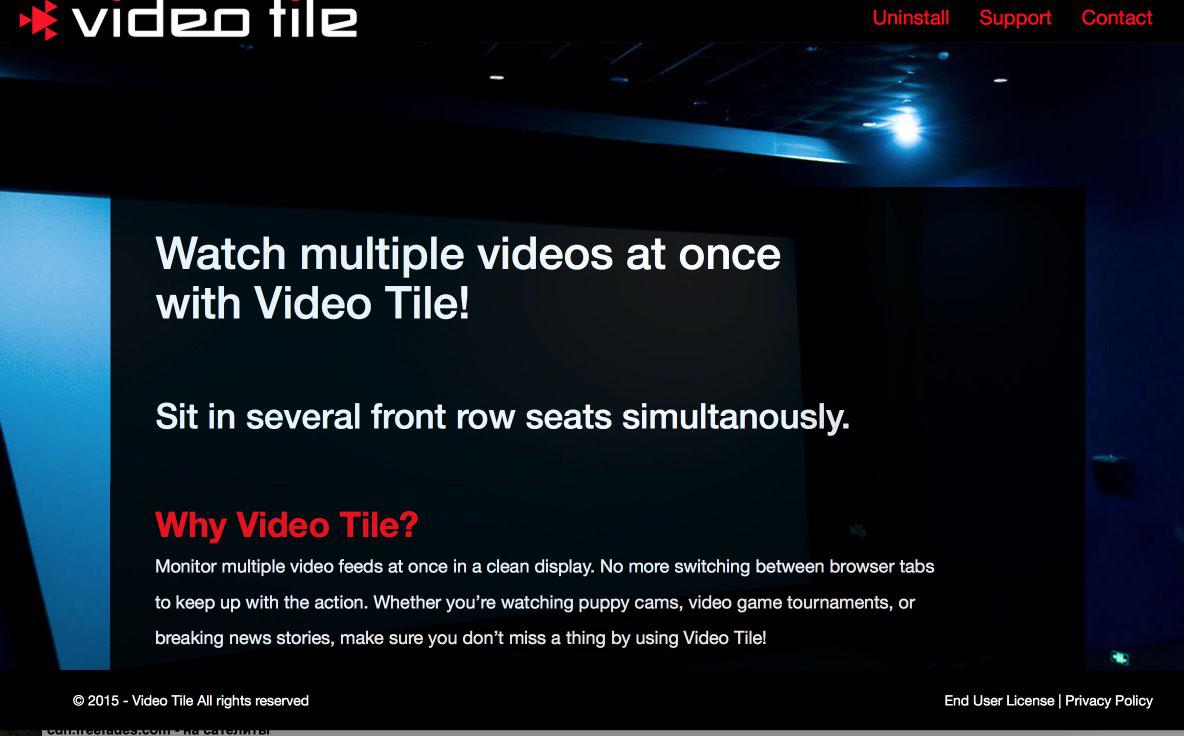 video tile
Uninstall Support Contact
Watch multiple videos at once
with Video Tile!
Sit in several front row seats simultanously.
Why Video Tile?
Monitor multiple video feeds at once in a clean display. No more switching between browser tabs
to keep up with the action. Whether you’re watching puppy cams, video game tournaments, or
breaking news stories, make sure you don’t miss a thing by using Video Tile!
© 2015 - Video Tile All rights reserved
End User License | Privacy Policy